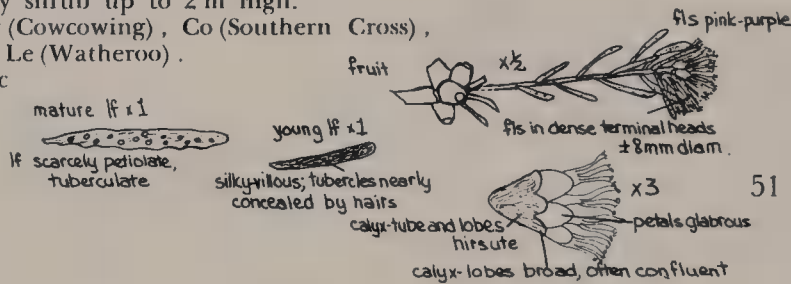 shrub up to 2 m high.
(Cowcowing), Co (Southern Cross),
Le (Watheroo).
fls pink-purple
fruit
x½
mature lf x1
young lf x1
fls in dense terminal heads
±8mm diam.
lf scarcely petiolate,
tuberculate
silky-villous; tubercles nearly
concealed by hairs
x3
51
calyx-tube and lobes
hirsute
petals glabrous
calyx-lobes broad, often confluent